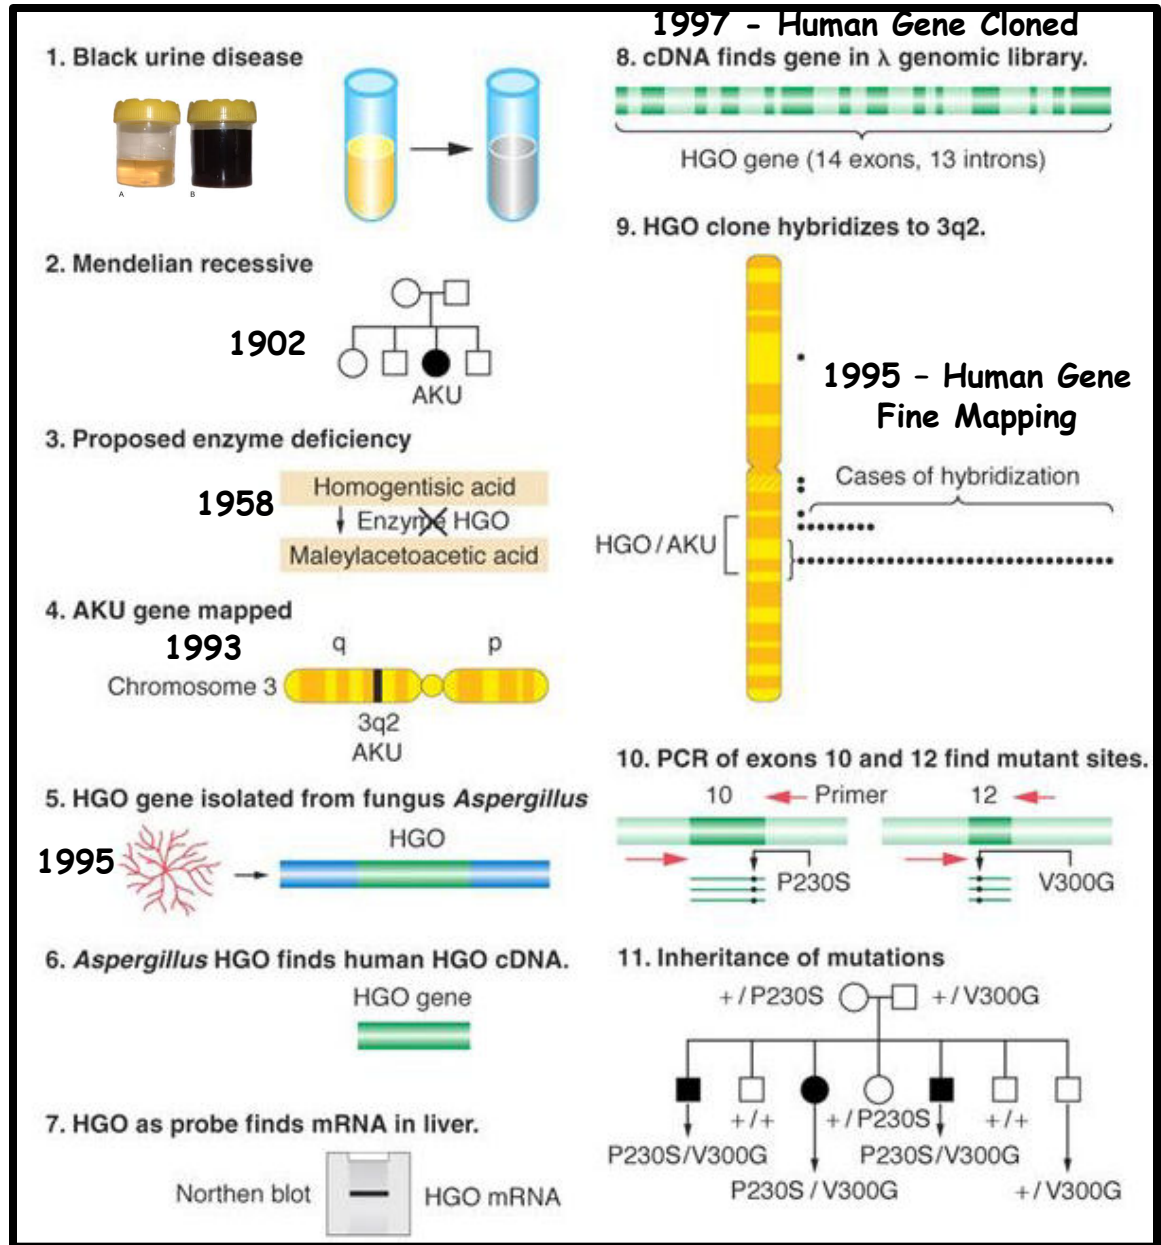 1. Black urine disease
A
B
2. Mendelian recessive
1902
AKU
3. Proposed enzyme deficiency
1958
Homogentisic acid
Enzyme HGO
Maleylacetoacetic acid
4. AKU gene mapped
1993
q
p
Chromosome 3
3q2
AKU
5. HGO gene isolated from fungus Aspergillus
HGO
1995
6. Aspergillus HGO finds human HGO cDNA.
HGO gene
7. HGO as probe finds mRNA in liver.
Northen blot
HGO mRNA
1997 - Human Gene Cloned
8. cDNA finds gene in λ genomic library.
HGO gene (14 exons, 13 introns)
9. HGO clone hybridizes to 3q2.
1995 - Human Gene
Fine Mapping
Cases of hybridization
HGO/AKU
10. PCR of exons 10 and 12 find mutant sites.
10
Primer
12
P230S
V300G
11. Inheritance of mutations
+/P230S
+/V300G
+/+
+/P230S
+/+
P230S/V300G
P230S/V300G
P230S/V300G
+/V300G